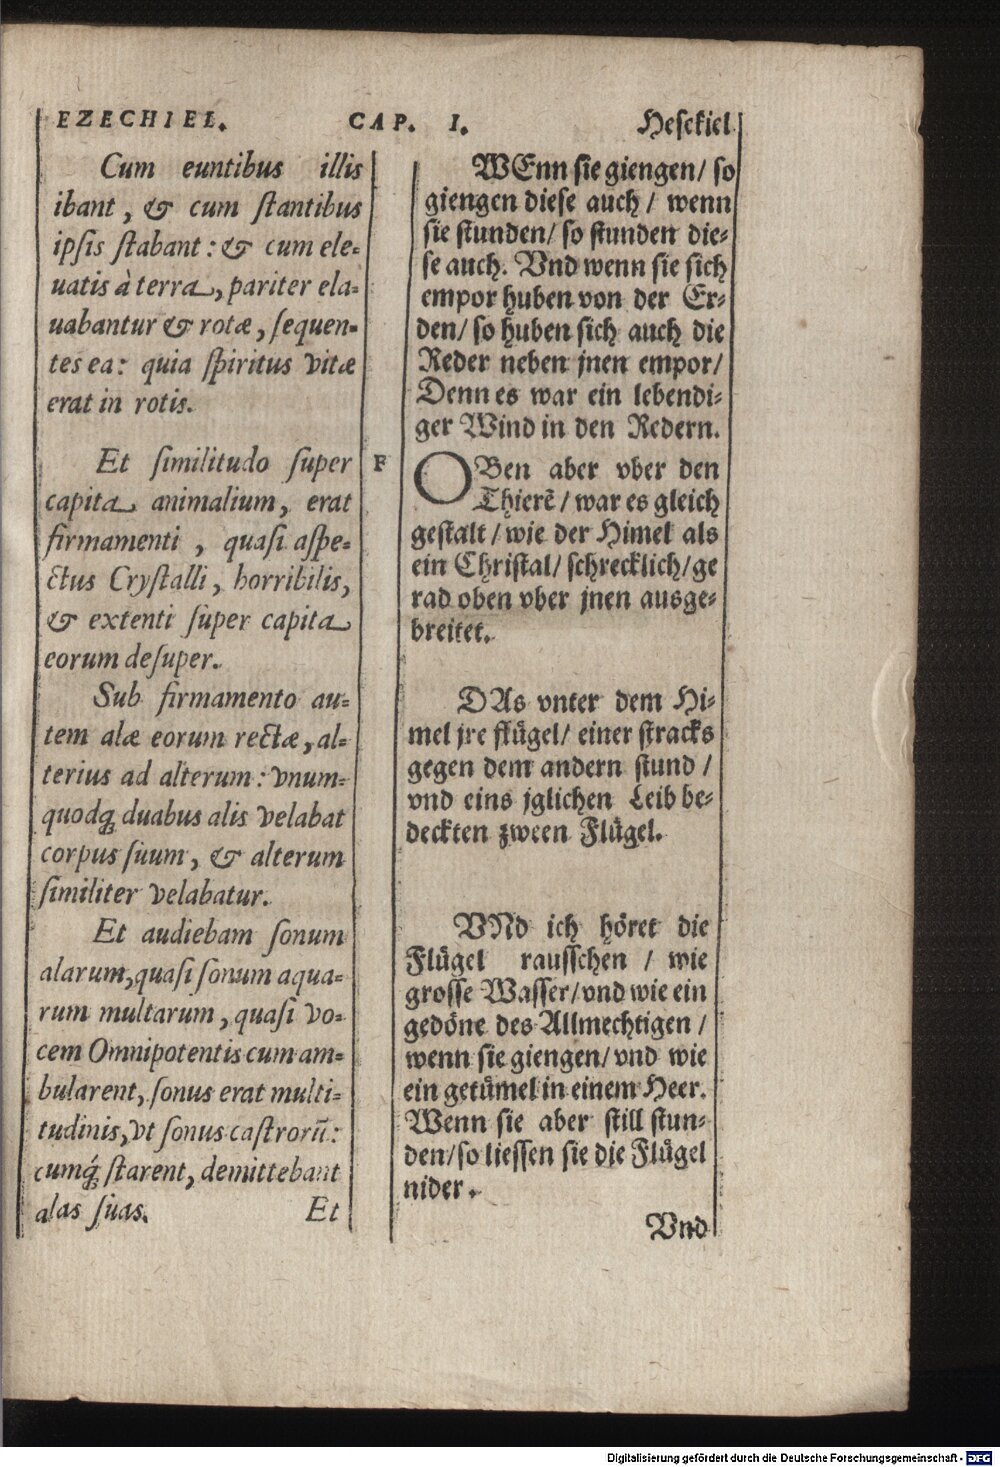 EZECHIEL. CAP. I. Hesekiel
Cum euntibus illis
ibant, & cum ſtantibus
ipſis ſtabant: & cum ele-
uatis à terra, pariter ela-
uabantur & rotæ, ſequen-
tes ea: quia ſpiritus vitæ
erat in rotis.
Et ſimilitudo ſuper
capita animalium, erat
firmamenti, quaſi aſpe-
ctus Cryſtalli, horribilis,
& extenti ſuper capita
eorum deſuper.
Sub firmamento au-
tem alæ eorum rectæ, al-
terius ad alterum: vnum-
quodqꝫ duabus alis velabat
corpus ſuum, & alterum
ſimiliter velabatur.
Et audiebam ſonum
alarum, quaſi ſonum aqua-
rum multarum, quaſi vo-
cem Omnipotentis cum am-
bularent, ſonus erat multi-
tudinis, vt ſonus caſtrorũ:
cumqꝫ́ ſtarent, demittebant
alas ſuas.
Et
WEnn ſie giengen/ ſo
giengen dieſe auch/ wenn
ſie ſtunden/ ſo ſtunden die-
ſe auch. Vnd wenn ſie ſich
empor huben von der Er-
den/ ſo huben ſich auch die
Reder neben jnen empor/
Denn es war ein lebendi-
ger Wind in den Redern.
F
OBen aber vber den
Thierẽ/ war es gleich
geſtalt/ wie der Himel als
ein Chriſtal/ ſchrecklich/ ge
rad oben vber jnen ausge-
breitet.
DAs vnter dem Hi-
mel jre flügel/ einer ſtracks
gegen dem andern ſtund/
vnd eins jglichen Leib be-
deckten zween Flügel.
VNd ich höret die
Flügel rauſſchen/ wie
groſſe Waſſer/ vnd wie ein
gedöne des Allmechtigen/
wenn ſie giengen/ vnd wie
ein getümel in einem Heer.
Wenn ſie aber ſtill ſtun-
den/ ſo lieſſen ſie die Flügel
nider.
Vnd
Digitalisierung gefördert durch die Deutsche Forschungsgemeinschaft - DFG